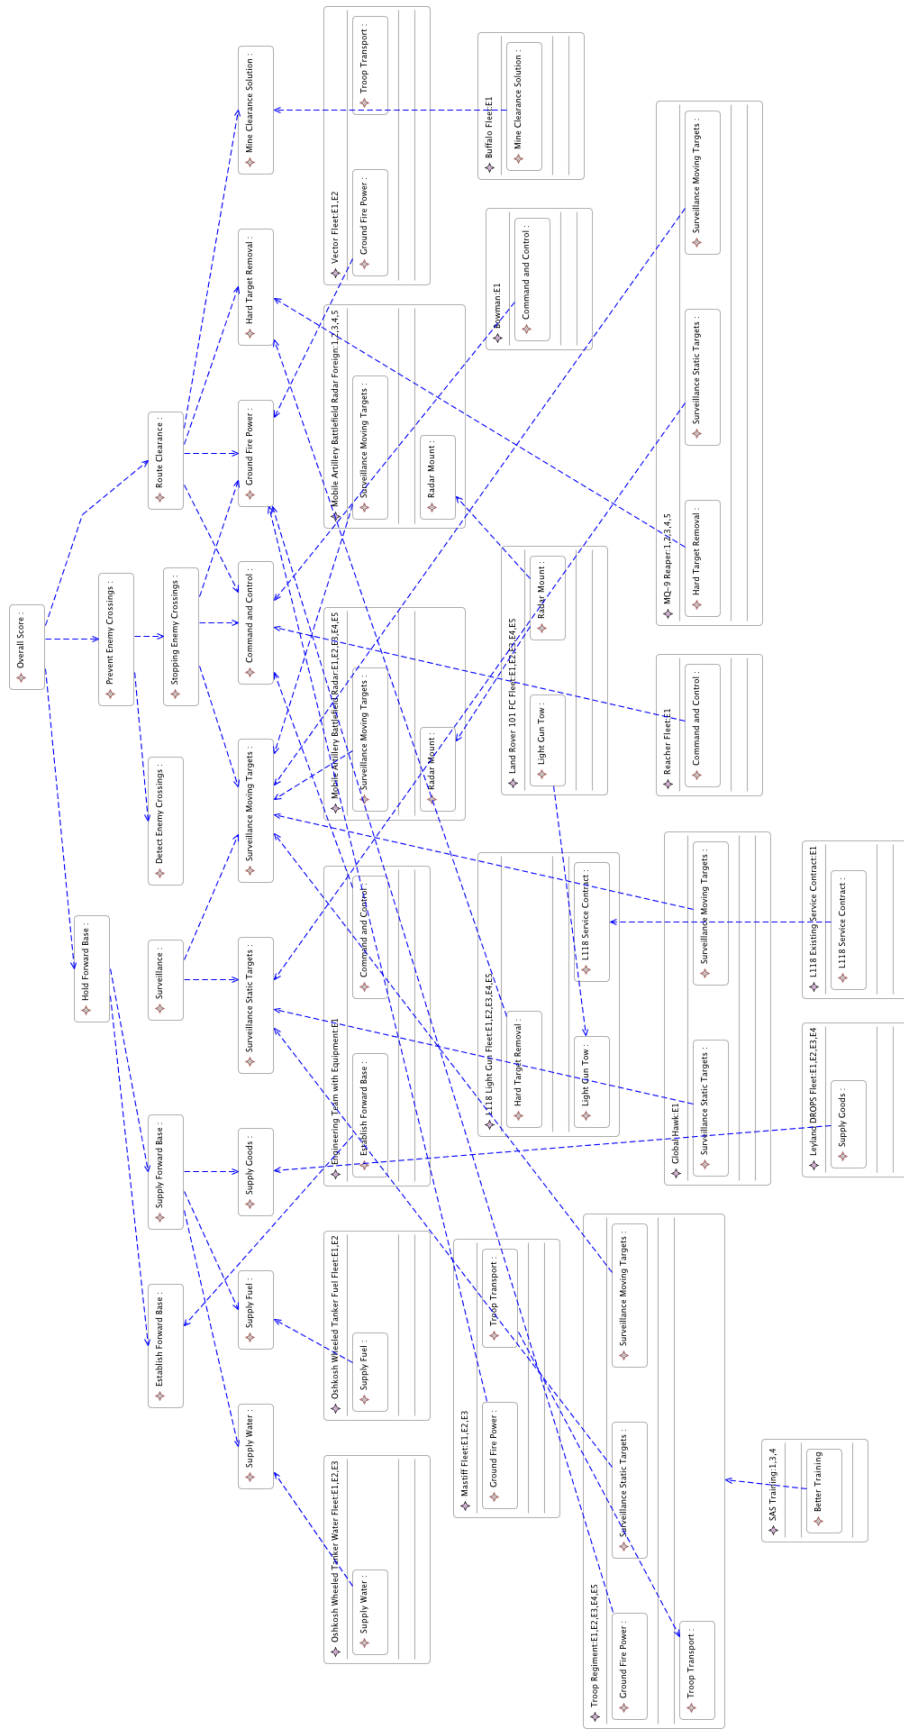 Overall Score :
Hold Forward Base :
Prevent Enemy Crossings :
Route Clearance :
Establish Forward Base :
Supply Forward Base :
Surveillance :
Detect Enemy Crossings :
Stopping Enemy Crossings :
Supply Water :
Supply Fuel :
Supply Goods :
Surveillance Static Targets :
Surveillance Moving Targets :
Command and Control :
Ground Fire Power :
Hard Target Removal :
Mine Clearance Solution :
Oshkosh Wheeled Tanker Water Fleet:E1,E2,E3
Supply Water :
Oshkosh Wheeled Tanker Fuel Fleet:E1,E2
Supply Fuel :
Engineering Team with Equipment:E1
Establish Forward Base :
Command and Control :
Mobile Artillery Battlefield Radar:E1,E2,E3,E4,E5
Surveillance Moving Targets :
Radar Mount :
Mobile Artillery Battlefield Radar Foreign:1,2,3,4,5
Surveillance Moving Targets :
Radar Mount :
Vector Fleet:E1,E2
Ground Fire Power :
Troop Transport :
Mastiff Fleet:E1,E2,E3
Ground Fire Power :
Troop Transport :
L118 Light Gun Fleet:E1,E2,E3,E4,E5
Hard Target Removal :
Light Gun Tow :
L118 Service Contract :
Land Rover 101 FC Fleet:E1,E2,E3,E4,E5
Light Gun Tow :
Radar Mount :
Bowman:E1
Command and Control :
Buffalo Fleet:E1
Mine Clearance Solution :
Troop Regiment:E1,E2,E3,E4,E5
Ground Fire Power :
Surveillance Static Targets :
Surveillance Moving Targets :
Troop Transport :
Global Hawk:E1
Surveillance Static Targets :
Surveillance Moving Targets :
Reacher Fleet:E1
Command and Control :
MQ-9 Reaper:1,2,3,4,5
Hard Target Removal :
Surveillance Static Targets :
Surveillance Moving Targets :
SAS Training:1,3,4
Better Training
Leyland DROPS Fleet:E1,E2,E3,E4
Supply Goods :
L118 Existing Service Contract:E1
L118 Service Contract :